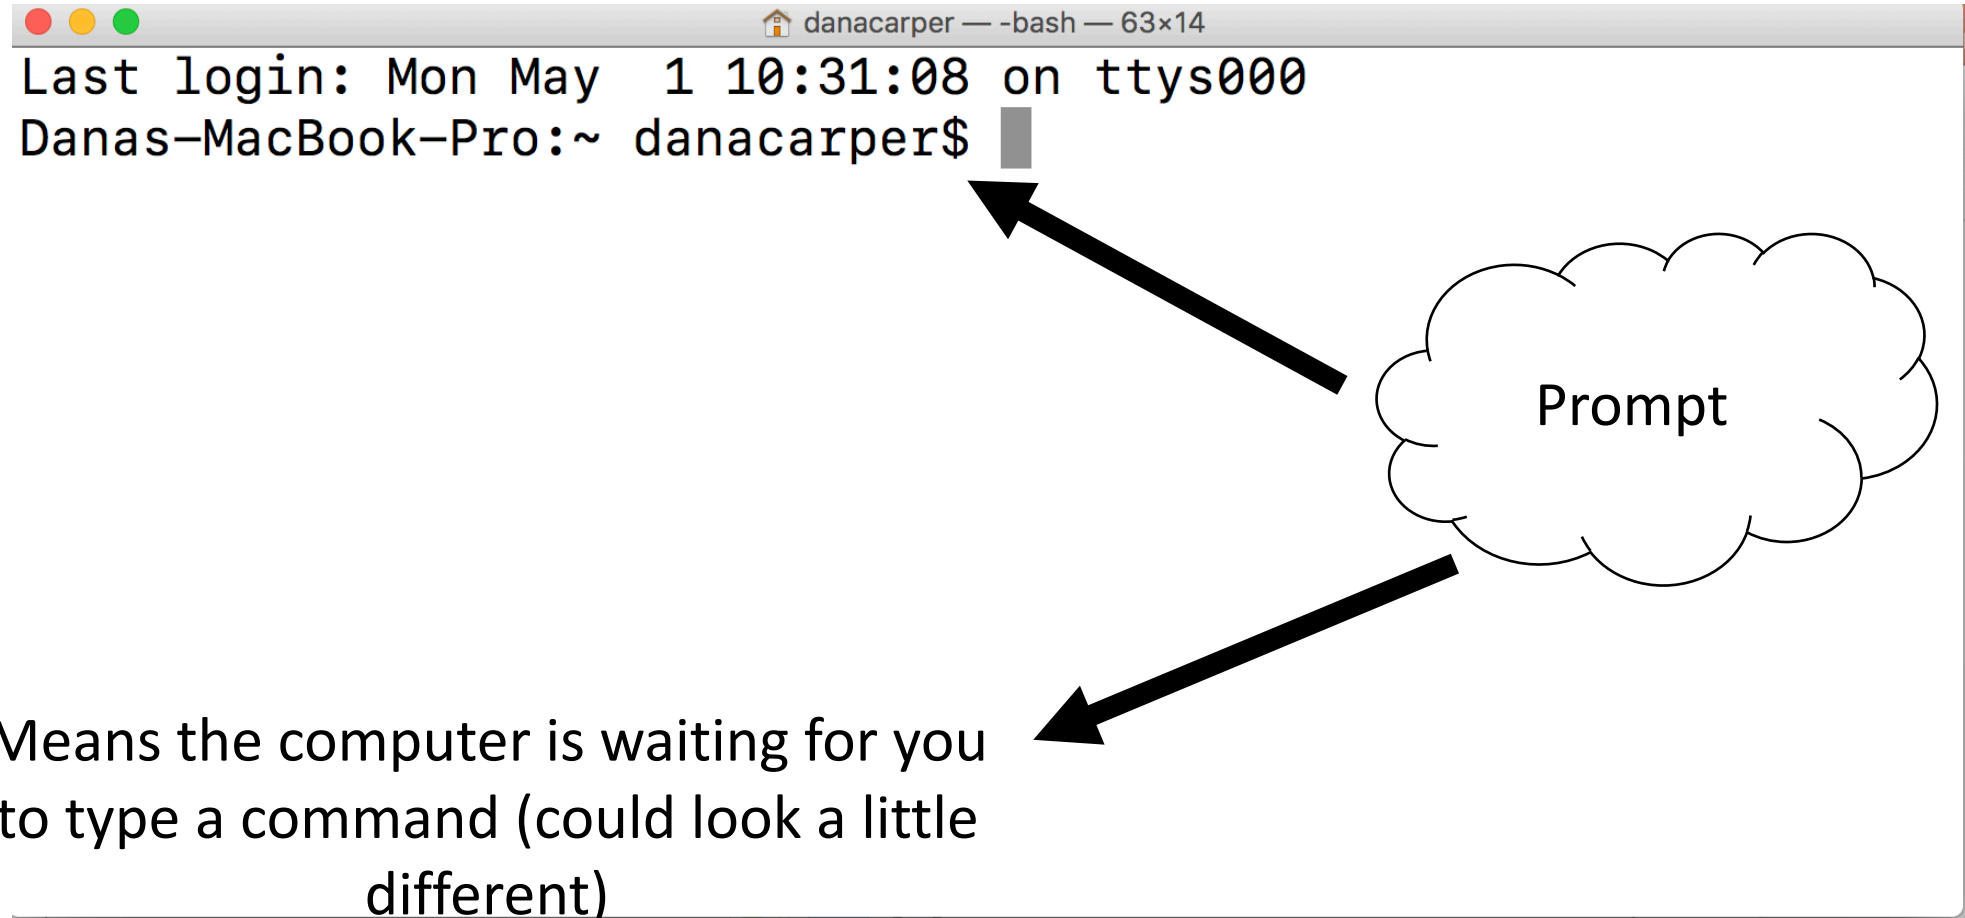 danacarper — -bash — 63×14
Last login: Mon May  1 10:31:08 on ttys000
Danas-MacBook-Pro:~ danacarper$
Prompt
Means the computer is waiting for you
to type a command (could look a little
different)